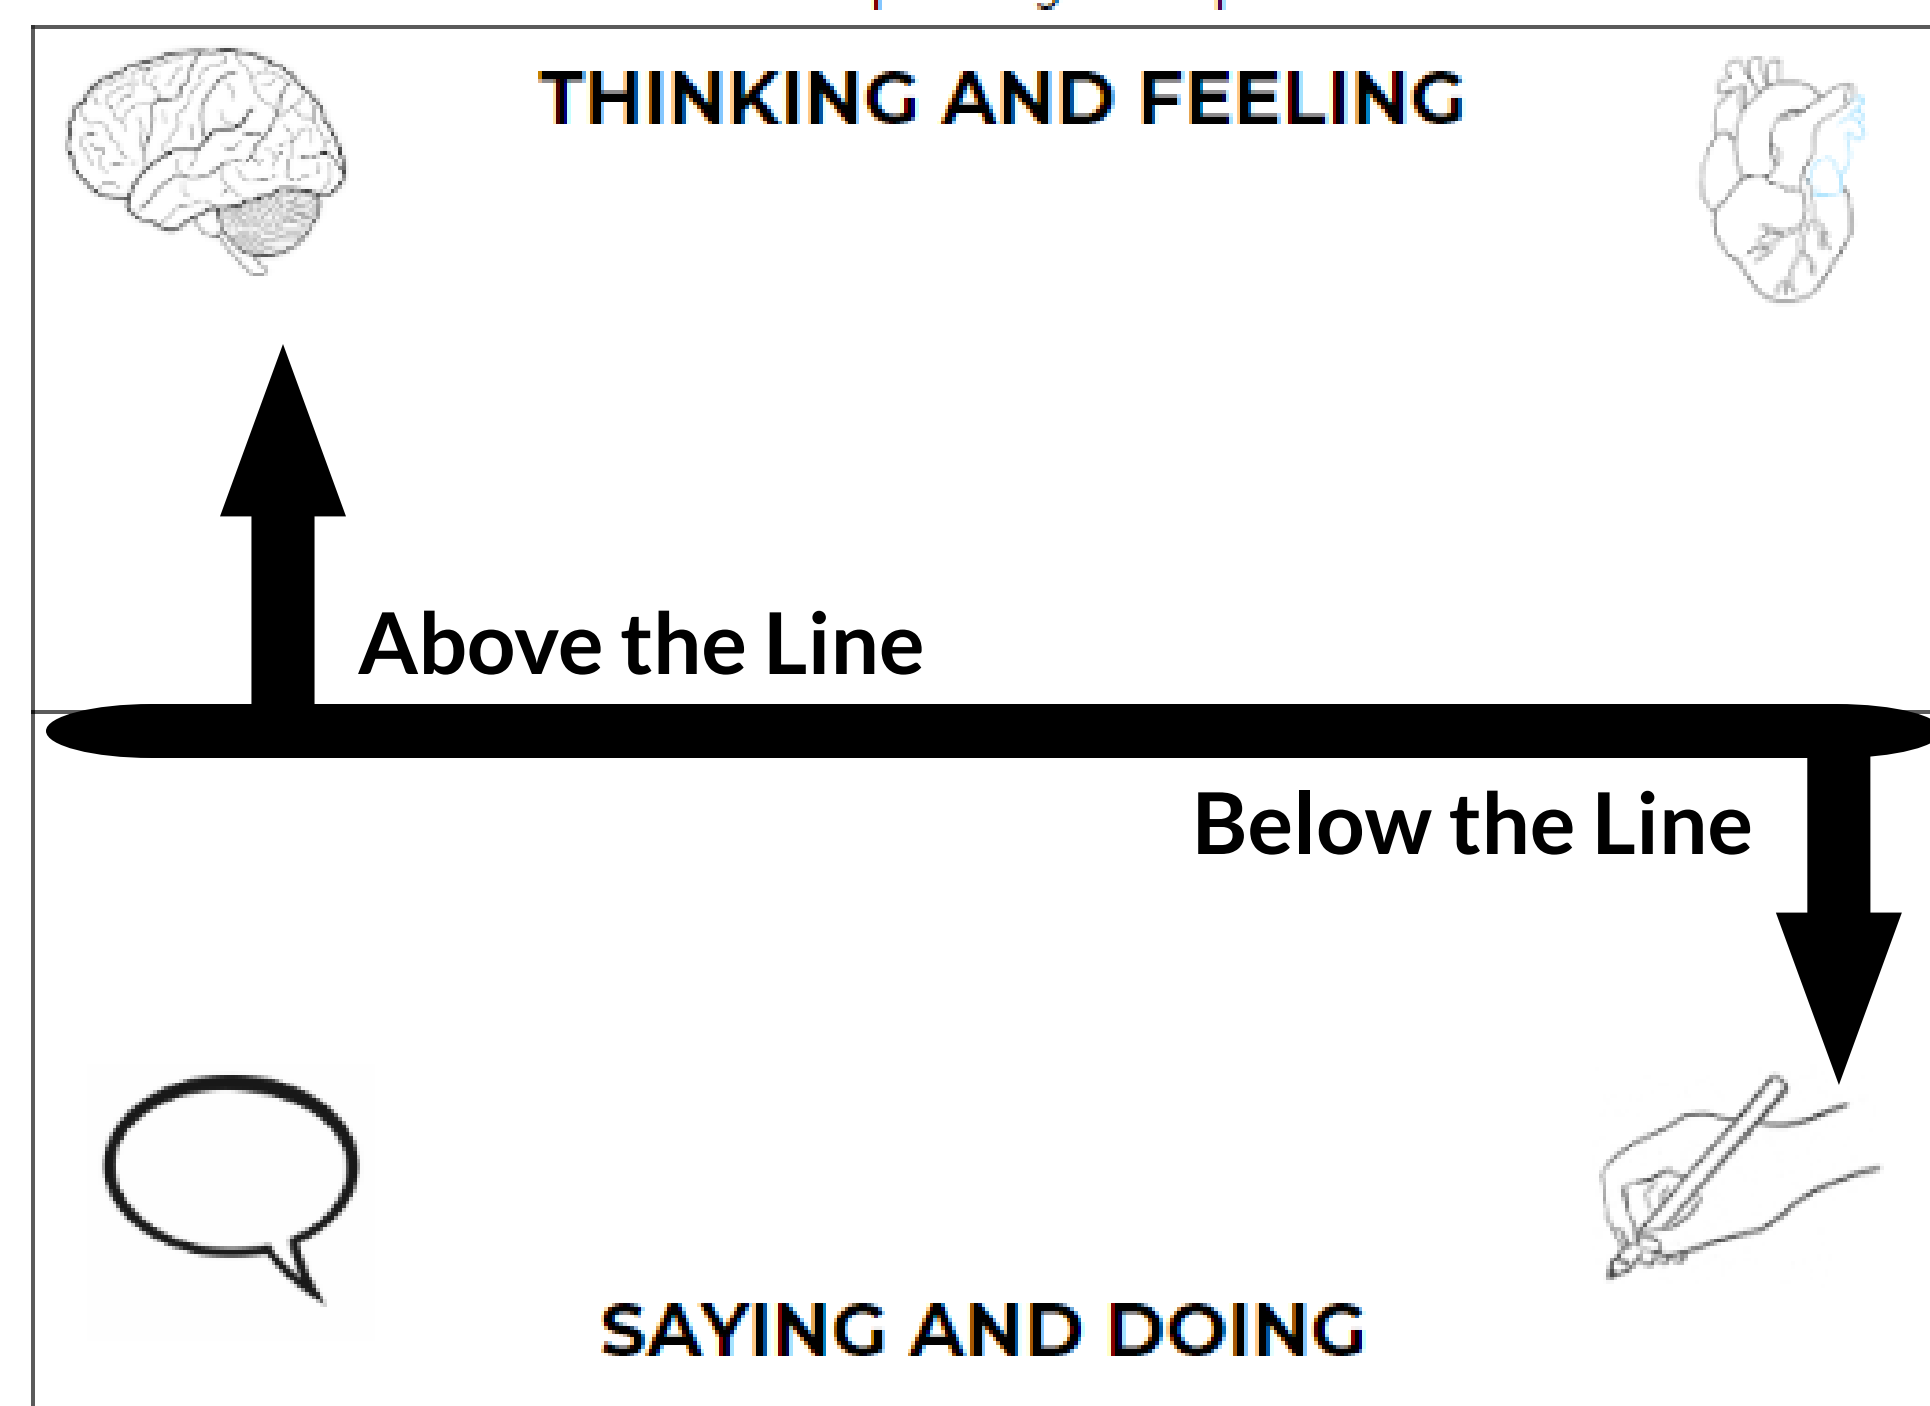 THINKING AND FEELING
Above the Line
Below the Line
SAYING AND DOING